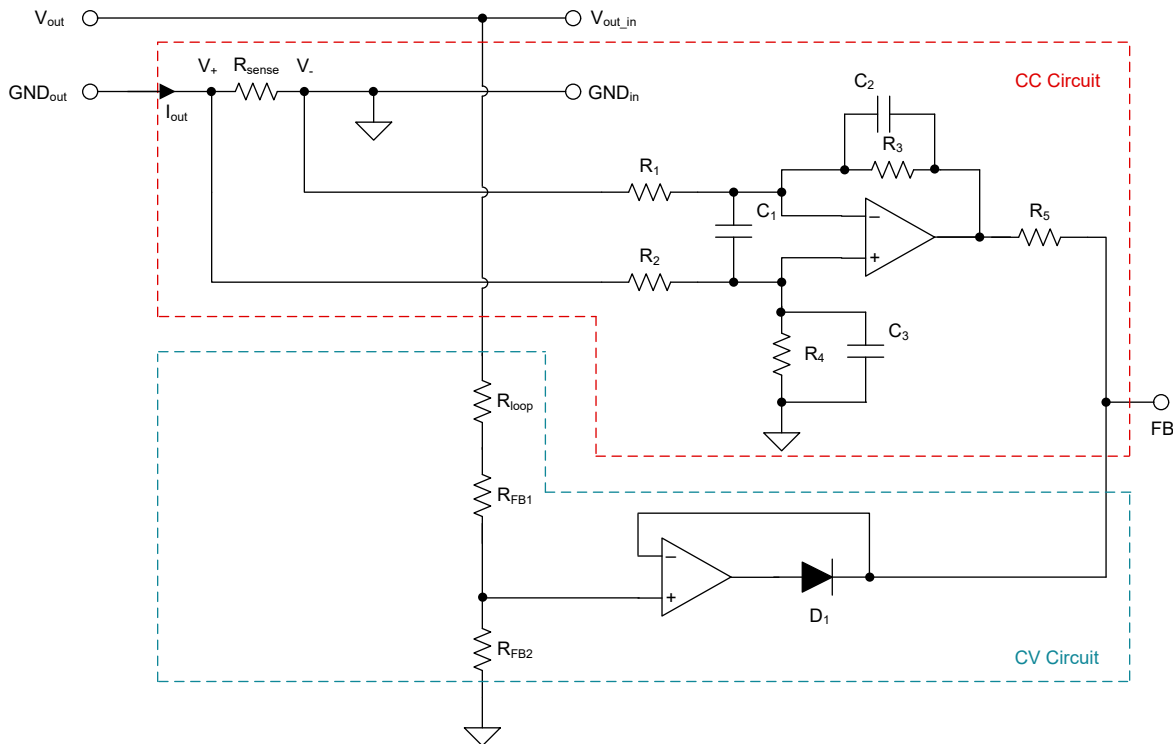 Vout
Vout_in
V+
Rsense
V-
GNDout
Iout
GNDin
CC Circuit
C2
R3
R1
C1
−
+
R5
R2
R4
C3
FB
Rloop
RFB1
−
+
D1
RFB2
CV Circuit